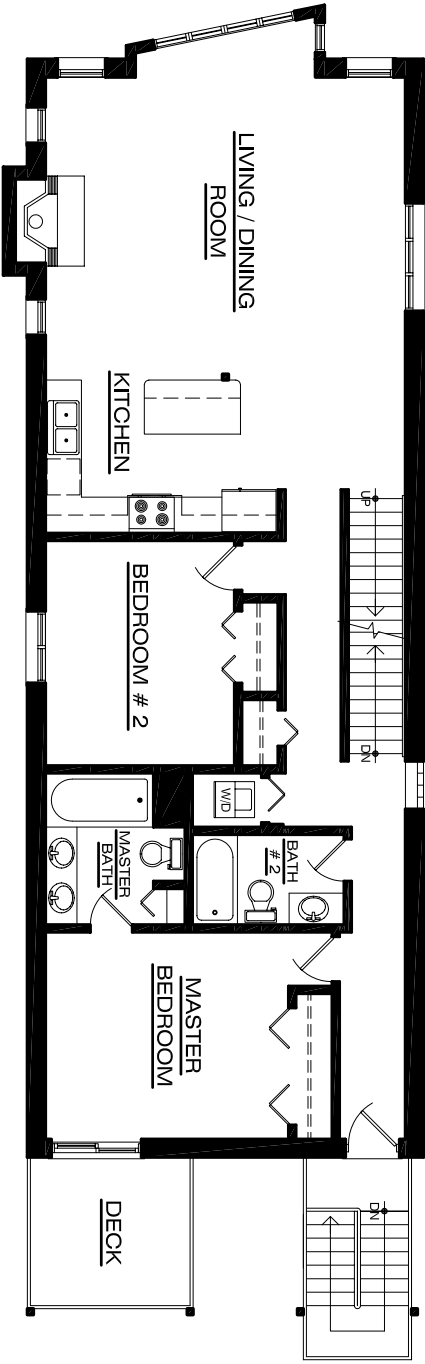 LIVING / DINING
ROOM
KITCHEN
UP
BEDROOM # 2
DN
W/D
MASTER
BATH
BATH
# 2
MASTER
BEDROOM
DECK
DN